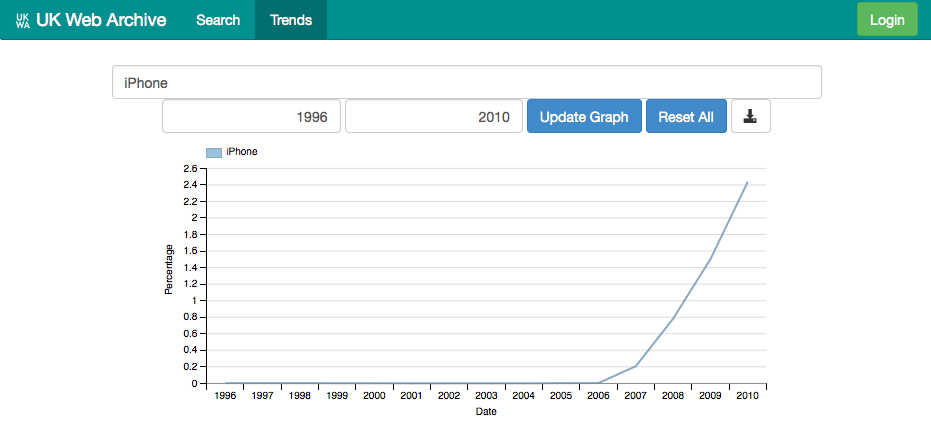 UK WA UK Web Archive Search Trends Login
iPhone
1996 2010 Update Graph Reset All
iPhone
2.6
2.4
2.2
2
1.8
1.6
1.4
1.2
1
0.8
0.6
0.4
0.2
0
Percentage
1996 1997 1998 1999 2000 2001 2002 2003 2004 2005 2006 2007 2008 2009 2010
Date